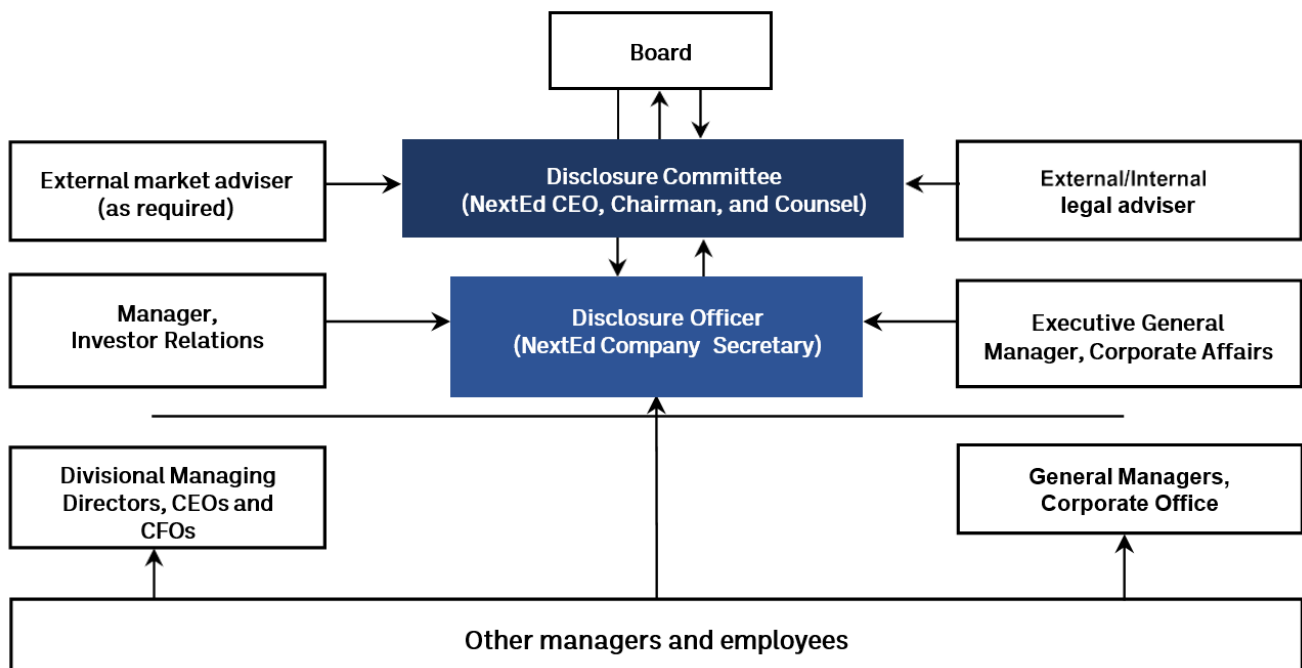 Board
External market adviser
(as required)
Disclosure Committee
(NextEd CEO, Chairman, and Counsel)
External/Internal
legal adviser
Manager,
Investor Relations
Disclosure Officer
(NextEd Company Secretary)
Executive General
Manager, Corporate Affairs
Divisional Managing
Directors, CEOs and
CFOs
General Managers,
Corporate Office
Other managers and employees